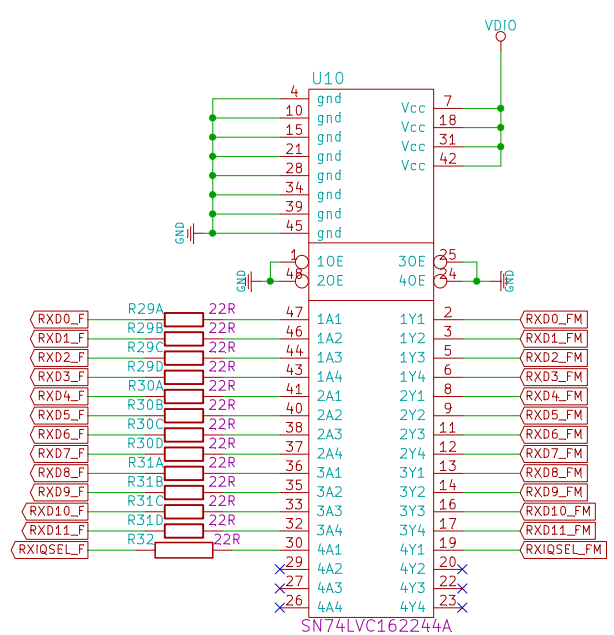 VDIO
U10
4 gnd Vcc 7
10 gnd Vcc 18
15 gnd Vcc 31
21 gnd Vcc 42
28 gnd
34 gnd
39 gnd
45 gnd
GND
1 1OE 3OE 25
48 2OE 4OE 24
GND GND
RXD0_F R29A 22R 47 1A1 1Y1 2 RXD0_FM
RXD1_F R29B 22R 46 1A2 1Y2 3 RXD1_FM
RXD2_F R29C 22R 44 1A3 1Y3 5 RXD2_FM
RXD3_F R29D 22R 43 1A4 1Y4 6 RXD3_FM
RXD4_F R30A 22R 41 2A1 2Y1 8 RXD4_FM
RXD5_F R30B 22R 40 2A2 2Y2 9 RXD5_FM
RXD6_F R30C 22R 38 2A3 2Y3 11 RXD6_FM
RXD7_F R30D 22R 37 2A4 2Y4 12 RXD7_FM
RXD8_F R31A 22R 36 3A1 3Y1 13 RXD8_FM
RXD9_F R31B 22R 35 3A2 3Y2 14 RXD9_FM
RXD10_F R31C 22R 33 3A3 3Y3 16 RXD10_FM
RXD11_F R31D 22R 32 3A4 3Y4 17 RXD11_FM
RXIQSEL_F R32 22R 30 4A1 4Y1 19 RXIQSEL_FM
29 4A2 4Y2 20
27 4A3 4Y3 22
26 4A4 4Y4 23
SN74LVC162244A